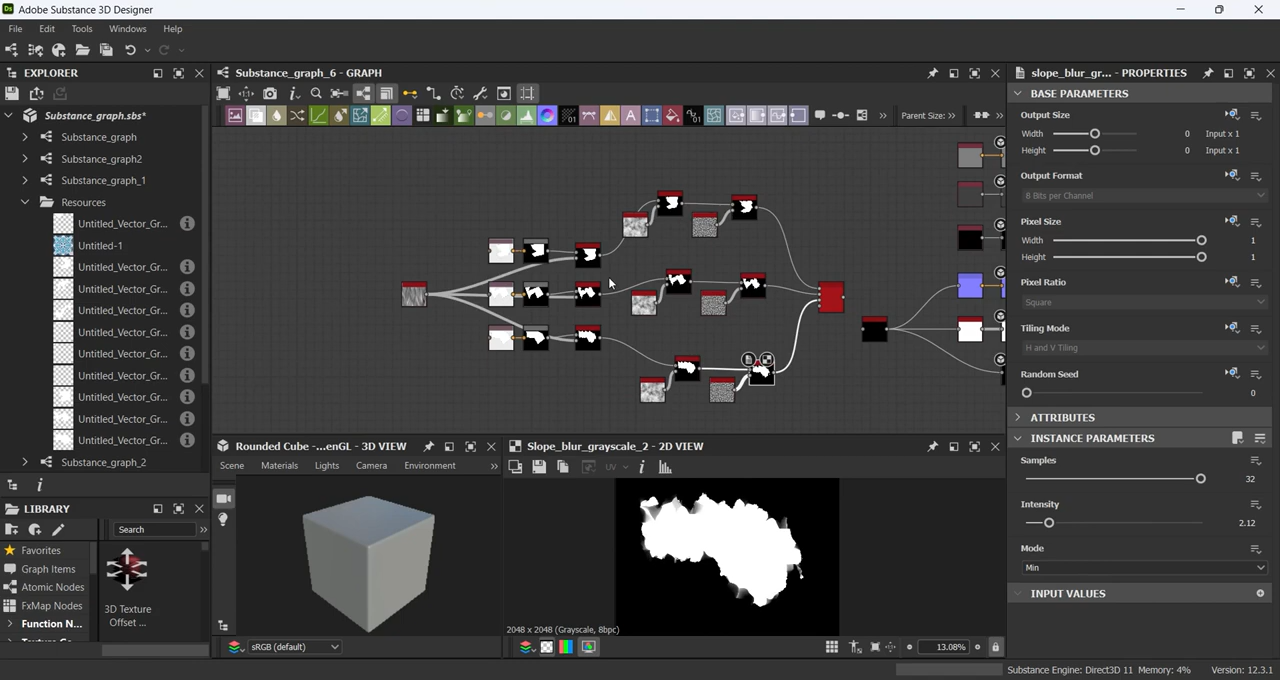 Adobe Substance 3D Designer
File Edit Tools Windows Help
EXPLORER
Substance_graph.sbs*
Substance_graph
Substance_graph2
Substance_graph_1
Resources
Untitled_Vector_Gr...
Untitled-1
Untitled_Vector_Gr...
Untitled_Vector_Gr...
Untitled_Vector_Gr...
Untitled_Vector_Gr...
Untitled_Vector_Gr...
Untitled_Vector_Gr...
Untitled_Vector_Gr...
Untitled_Vector_Gr...
Untitled_Vector_Gr...
Substance_graph_2
LIBRARY
Search
Favorites
Graph Items
Atomic Nodes
FxMap Nodes
Function N...
3D Texture
Offset ...
Substance_graph_6 - GRAPH
Parent Size: >>
Rounded Cube -...enGL - 3D VIEW
Scene Materials Lights Camera Environment
sRGB (default)
Slope_blur_grayscale_2 - 2D VIEW
UV
2048 x 2048 (Grayscale, 8bpc)
13.08%
slope_blur_gr... - PROPERTIES
BASE PARAMETERS
Output Size
Width 0 Input x 1
Height 0 Input x 1
Output Format
8 Bits per Channel
Pixel Size
Width 1
Height 1
Pixel Ratio
Square
Tiling Mode
H and V Tiling
Random Seed
0
ATTRIBUTES
INSTANCE PARAMETERS
Samples
32
Intensity
2.12
Mode
Min
INPUT VALUES
Substance Engine: Direct3D 11 Memory: 4% Version: 12.3.1